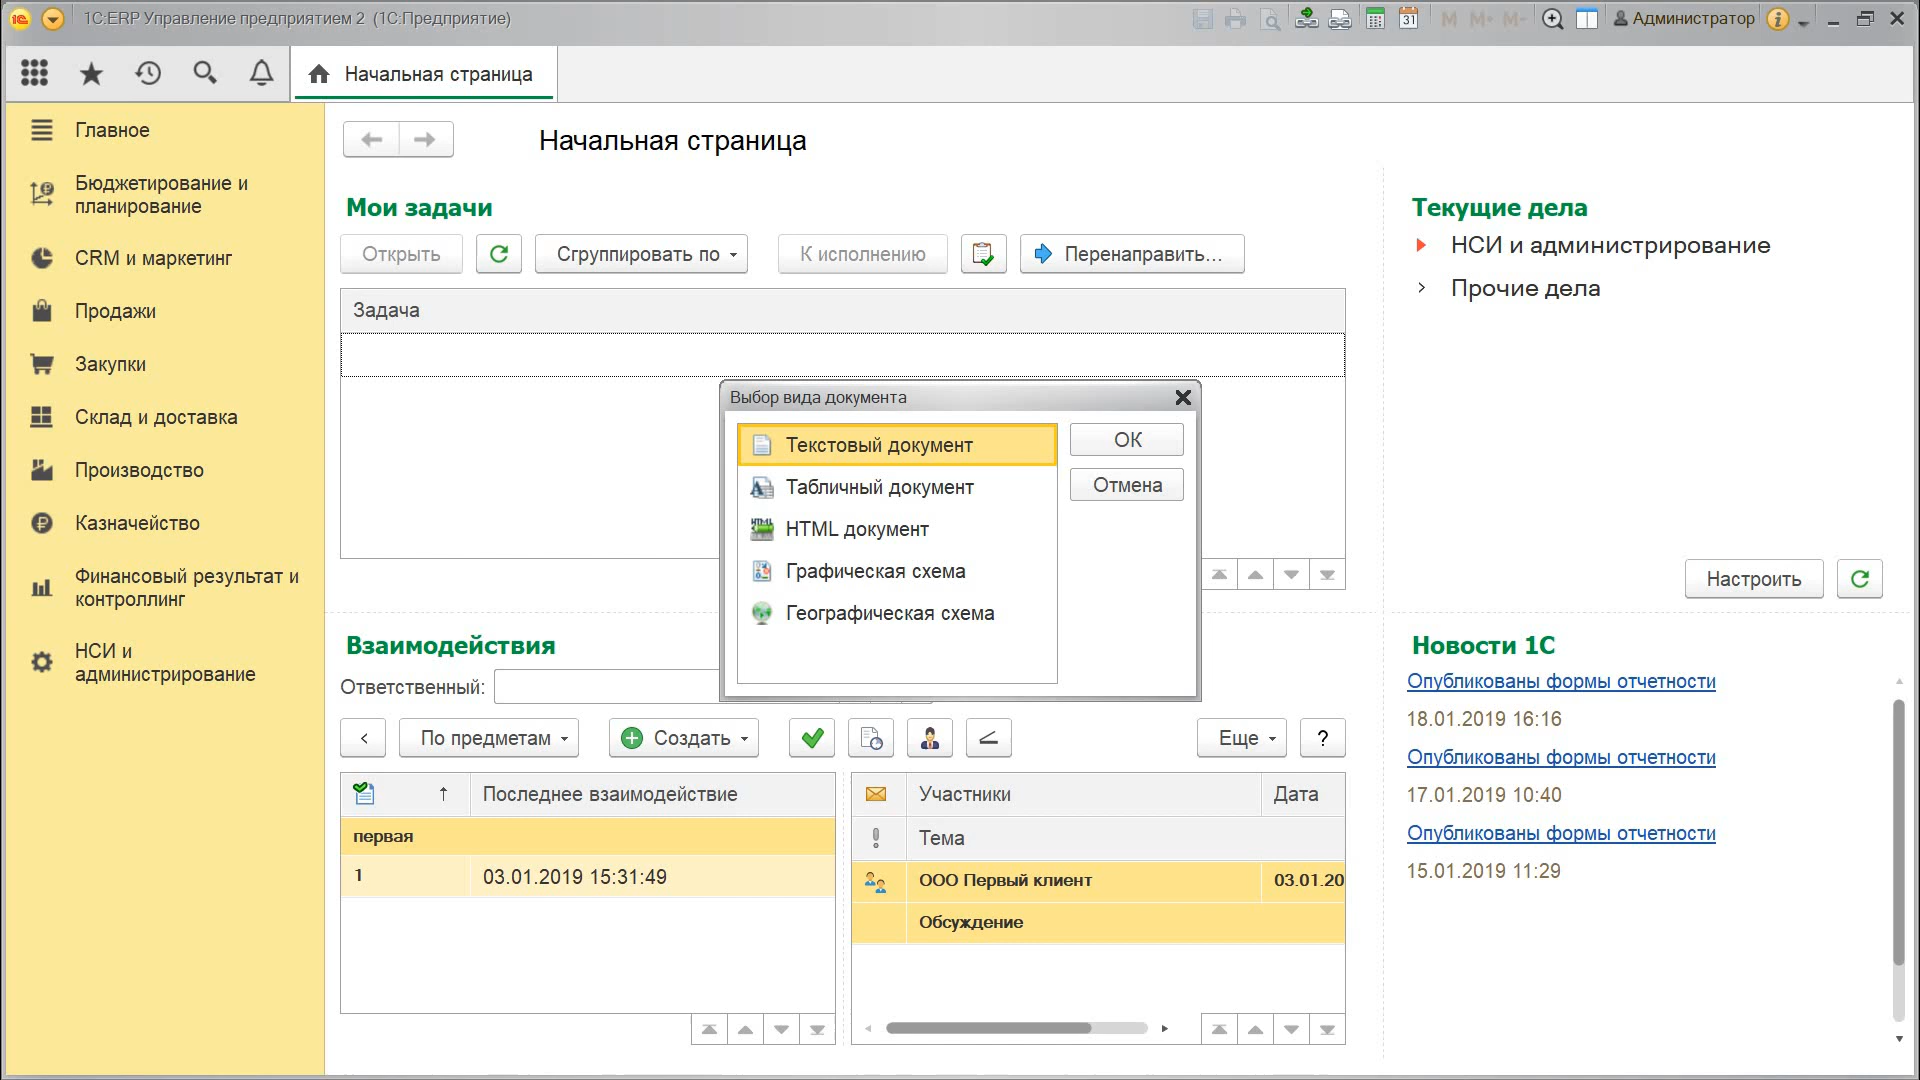 1С:ERP Управление предприятием 2 (1С:Предприятие)
M M+ M-
31
Администратор
Начальная страница
Главное
Бюджетирование и
планирование
CRM и маркетинг
Продажи
Закупки
Склад и доставка
Производство
Казначейство
Финансовый результат и
контроллинг
НСИ и
администрирование
Начальная страница
Мои задачи
Открыть
Сгруппировать по
К исполнению
Перенаправить...
Задача
Выбор вида документа
Текстовый документ
Табличный документ
HTML документ
Графическая схема
Географическая схема
ОК
Отмена
Текущие дела
НСИ и администрирование
Прочие дела
Настроить
Взаимодействия
Ответственный:
По предметам
Создать
Еще
?
Последнее взаимодействие
первая
1 03.01.2019 15:31:49
Участники Дата
Тема
ООО Первый клиент 03.01.20
Обсуждение
Новости 1С
Опубликованы формы отчетности
18.01.2019 16:16
Опубликованы формы отчетности
17.01.2019 10:40
Опубликованы формы отчетности
15.01.2019 11:29